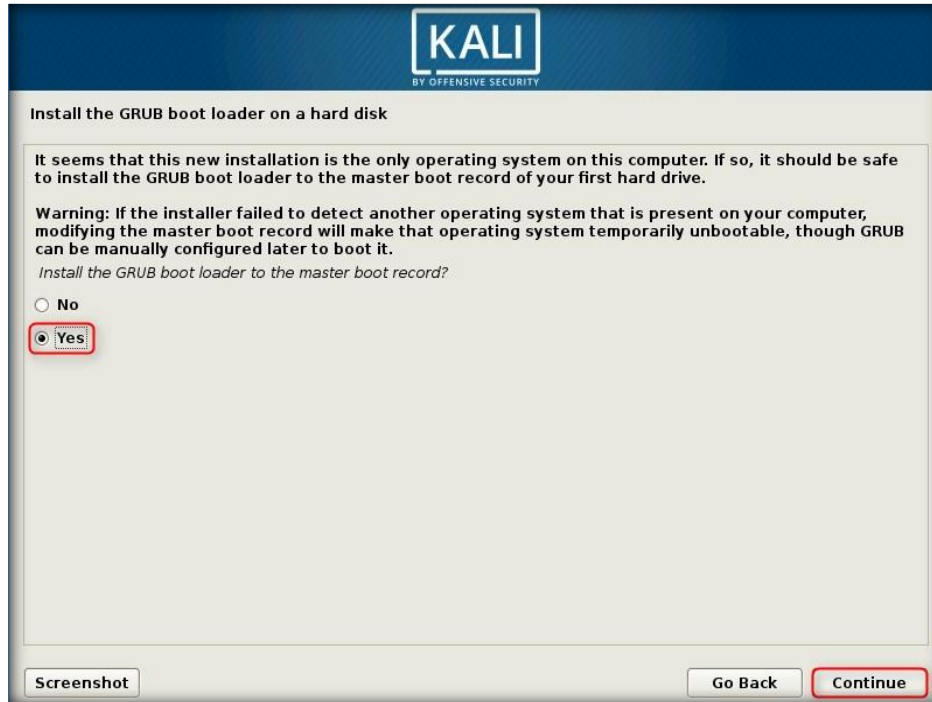 KALI
BY OFFENSIVE SECURITY
Install the GRUB boot loader on a hard disk
It seems that this new installation is the only operating system on this computer. If so, it should be safe
to install the GRUB boot loader to the master boot record of your first hard drive.
Warning: If the installer failed to detect another operating system that is present on your computer,
modifying the master boot record will make that operating system temporarily unbootable, though GRUB
can be manually configured later to boot it.
Install the GRUB boot loader to the master boot record?
No
Yes
Screenshot
Go Back
Continue